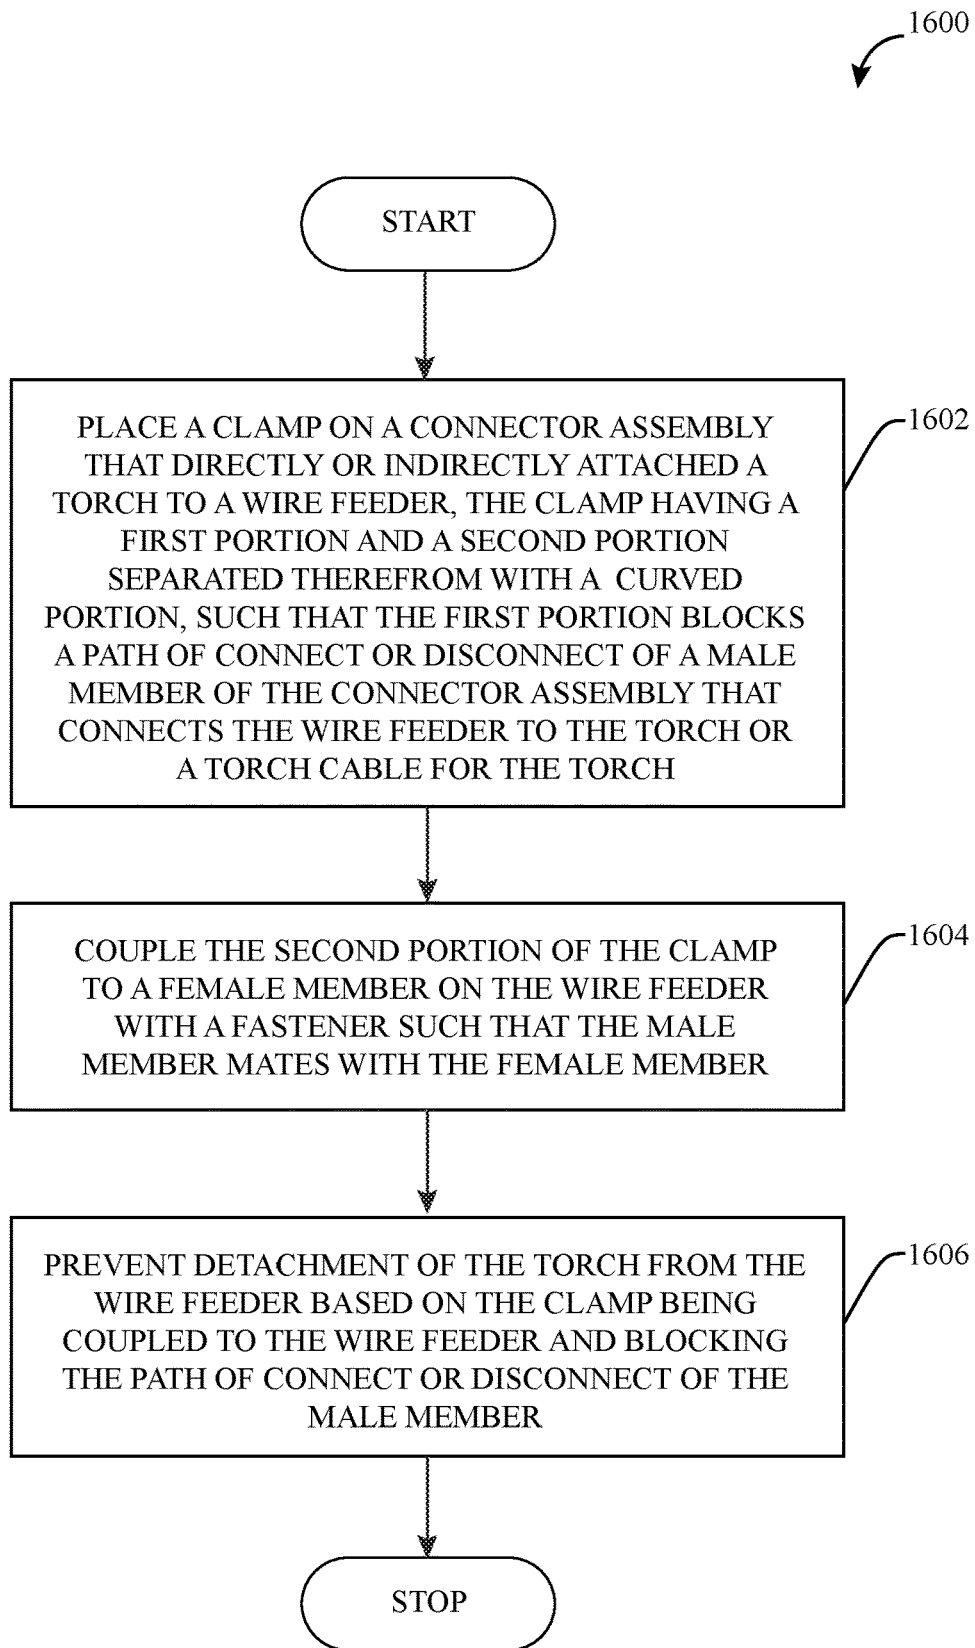 1600
START
PLACE A CLAMP ON A CONNECTOR ASSEMBLY
THAT DIRECTLY OR INDIRECTLY ATTACHED A
TORCH TO A WIRE FEEDER, THE CLAMP HAVING A
FIRST PORTION AND A SECOND PORTION
SEPARATED THEREFROM WITH A CURVED
PORTION, SUCH THAT THE FIRST PORTION BLOCKS
A PATH OF CONNECT OR DISCONNECT OF A MALE
MEMBER OF THE CONNECTOR ASSEMBLY THAT
CONNECTS THE WIRE FEEDER TO THE TORCH OR
A TORCH CABLE FOR THE TORCH
1602
COUPLE THE SECOND PORTION OF THE CLAMP
TO A FEMALE MEMBER ON THE WIRE FEEDER
WITH A FASTENER SUCH THAT THE MALE
MEMBER MATES WITH THE FEMALE MEMBER
1604
PREVENT DETACHMENT OF THE TORCH FROM THE
WIRE FEEDER BASED ON THE CLAMP BEING
COUPLED TO THE WIRE FEEDER AND BLOCKING
THE PATH OF CONNECT OR DISCONNECT OF THE
MALE MEMBER
1606
STOP